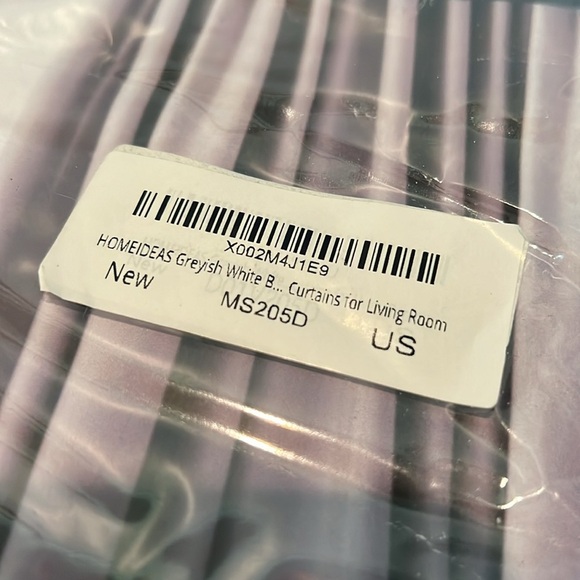 X002M4J1E9
HOMEIDEAS Greyish White B... Curtains for Living Room
New
MS205D
US